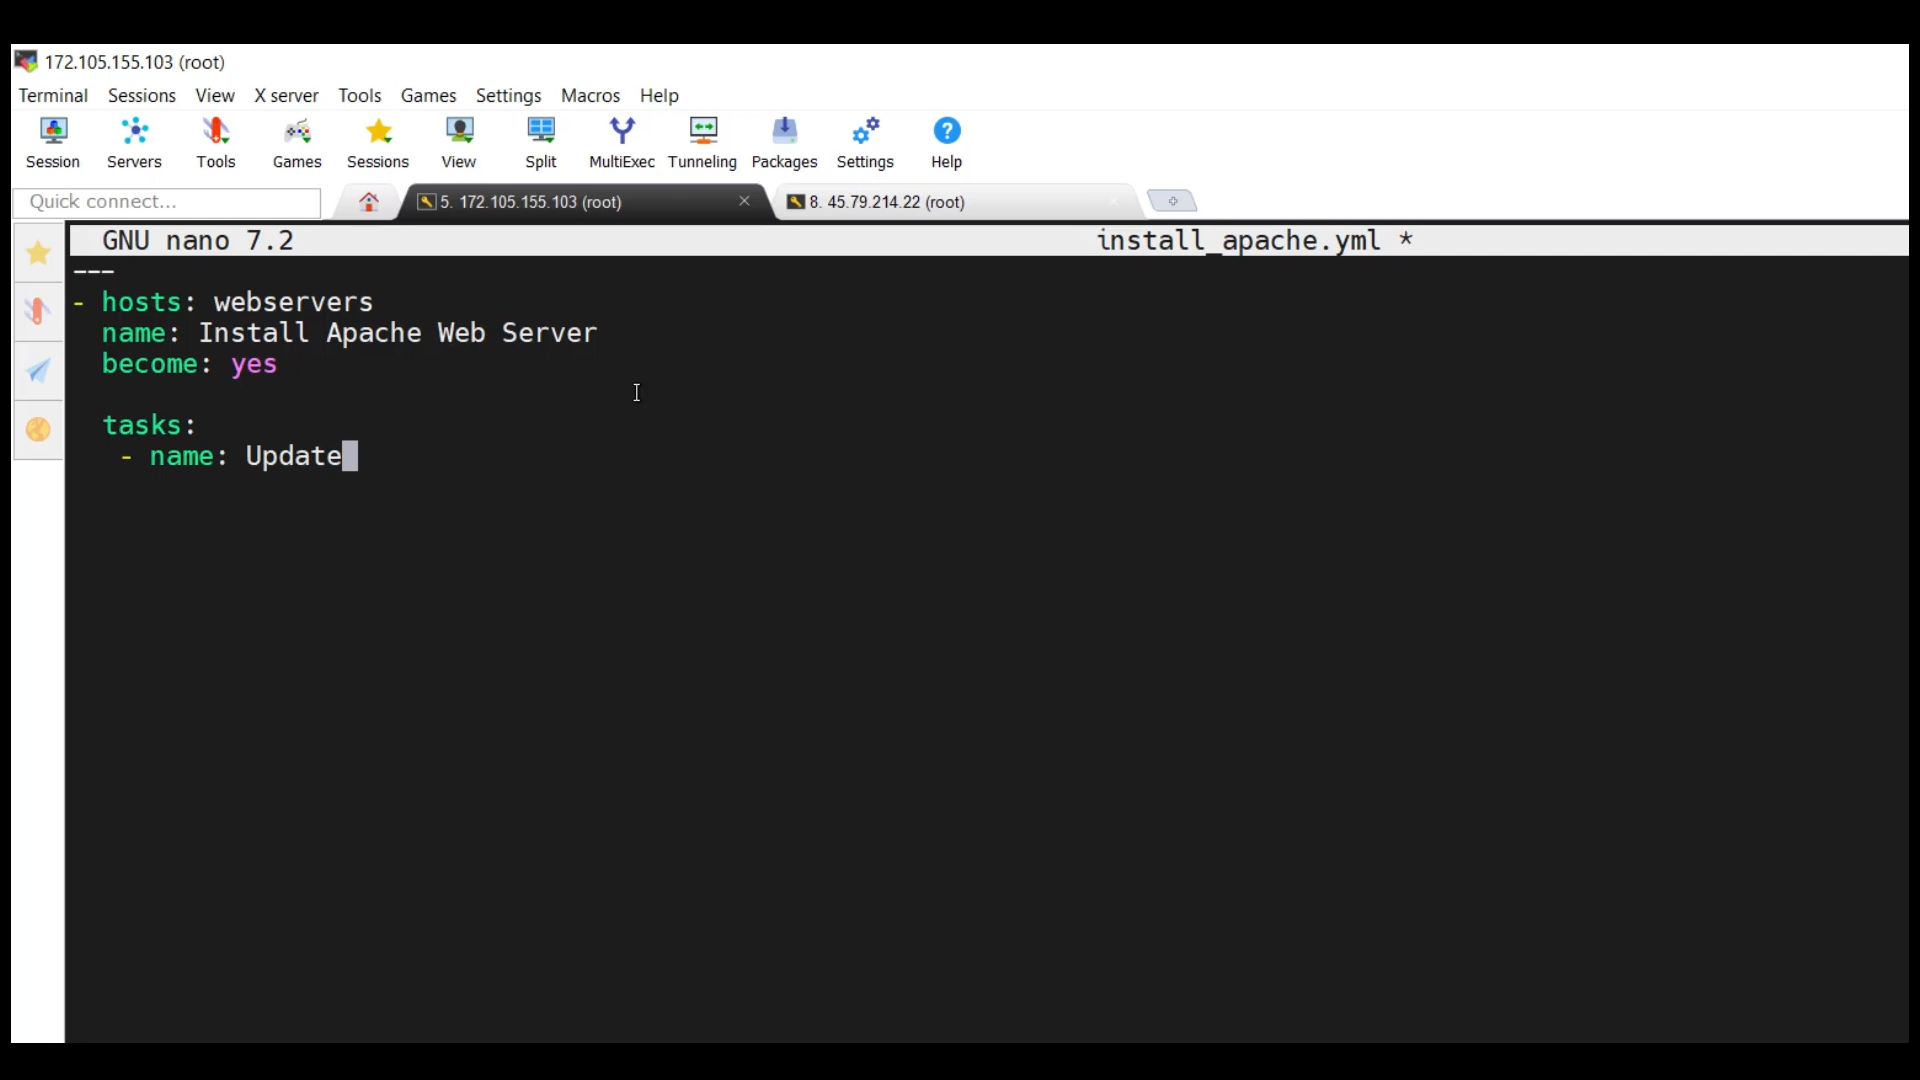 172.105.155.103 (root)
Terminal Sessions View X server Tools Games Settings Macros Help
Session Servers Tools Games Sessions View Split MultiExec Tunneling Packages Settings Help
Quick connect... 5. 172.105.155.103 (root) 8. 45.79.214.22 (root)
GNU nano 7.2 install_apache.yml *
---
- hosts: webservers
  name: Install Apache Web Server
  become: yes
  tasks:
   - name: Update